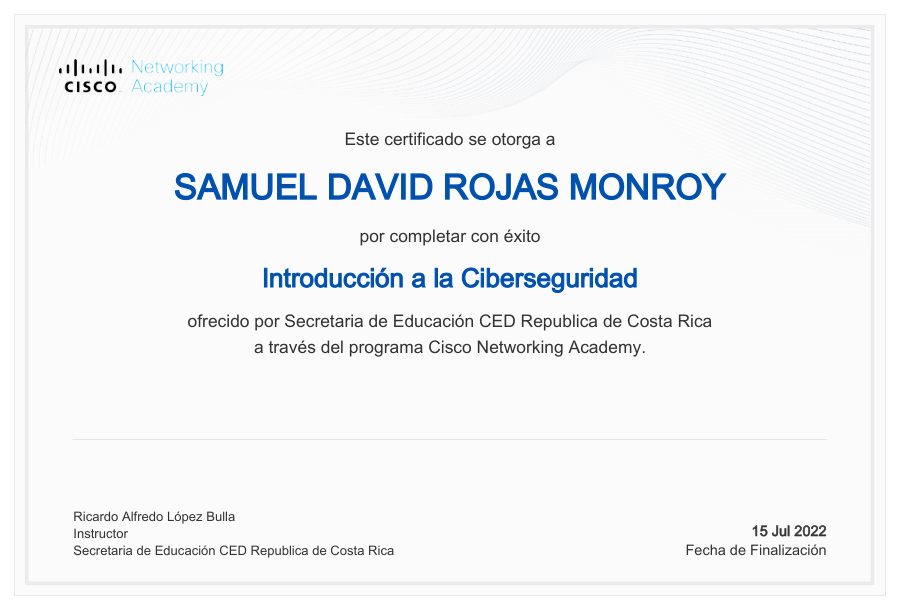 Networking
CISCO Academy
Este certificado se otorga a
SAMUEL DAVID ROJAS MONROY
por completar con éxito
Introducción a la Ciberseguridad
ofrecido por Secretaria de Educación CED Republica de Costa Rica
a través del programa Cisco Networking Academy.
Ricardo Alfredo López Bulla
Instructor
Secretaria de Educación CED Republica de Costa Rica
15 Jul 2022
Fecha de Finalización